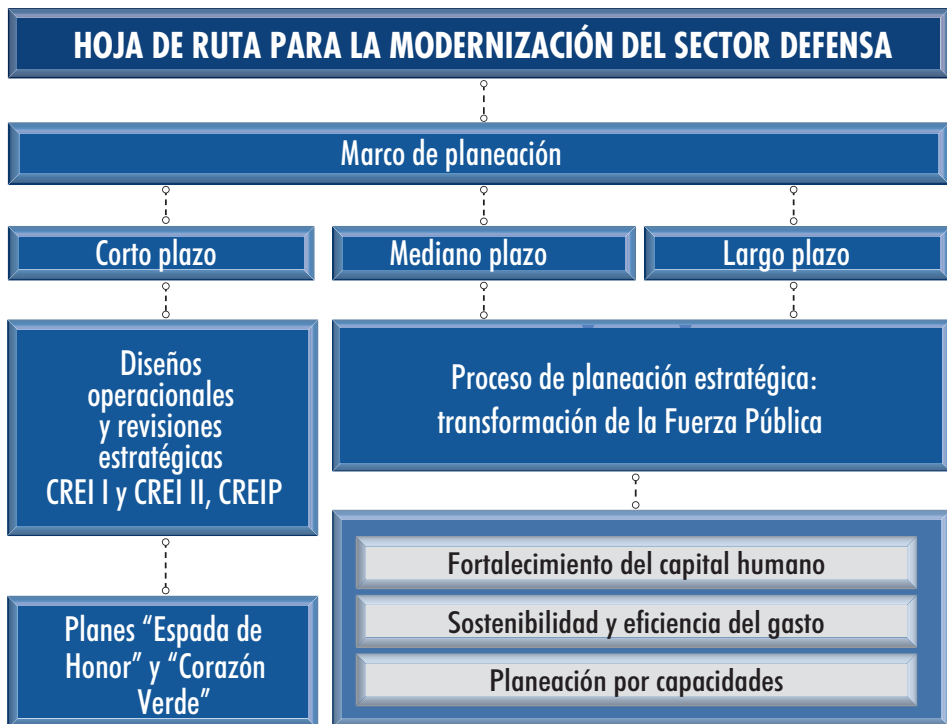 HOJA DE RUTA PARA LA MODERNIZACIÓN DEL SECTOR DEFENSA
Marco de planeación
Corto plazo
Mediano plazo
Largo plazo
Diseños
operacionales
y revisiones
estratégicas
CREI I y CREI II, CREIP
Proceso de planeación estratégica:
transformación de la Fuerza Pública
Planes “Espada de
Honor” y “Corazón
Verde”
Fortalecimiento del capital humano
Sostenibilidad y eficiencia del gasto
Planeación por capacidades